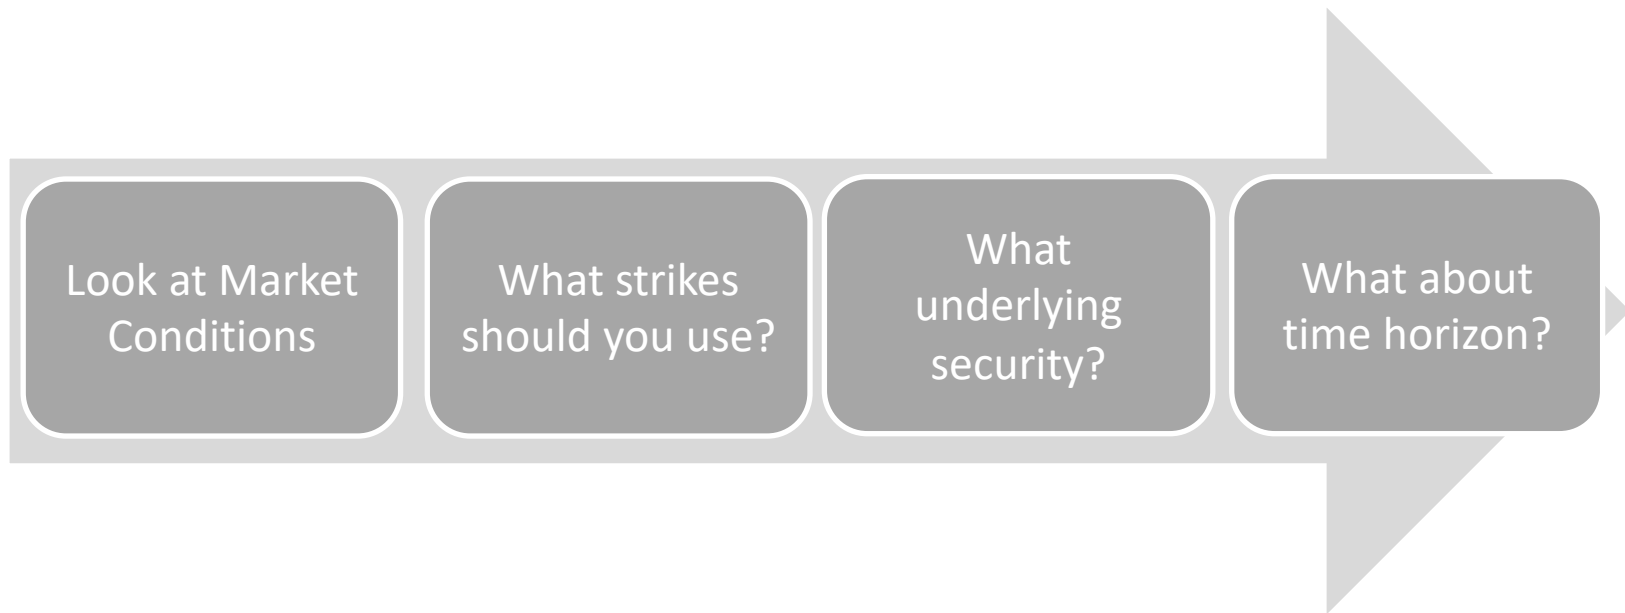 Look at Market
Conditions
What strikes
should you use?
What
underlying
security?
What about
time horizon?